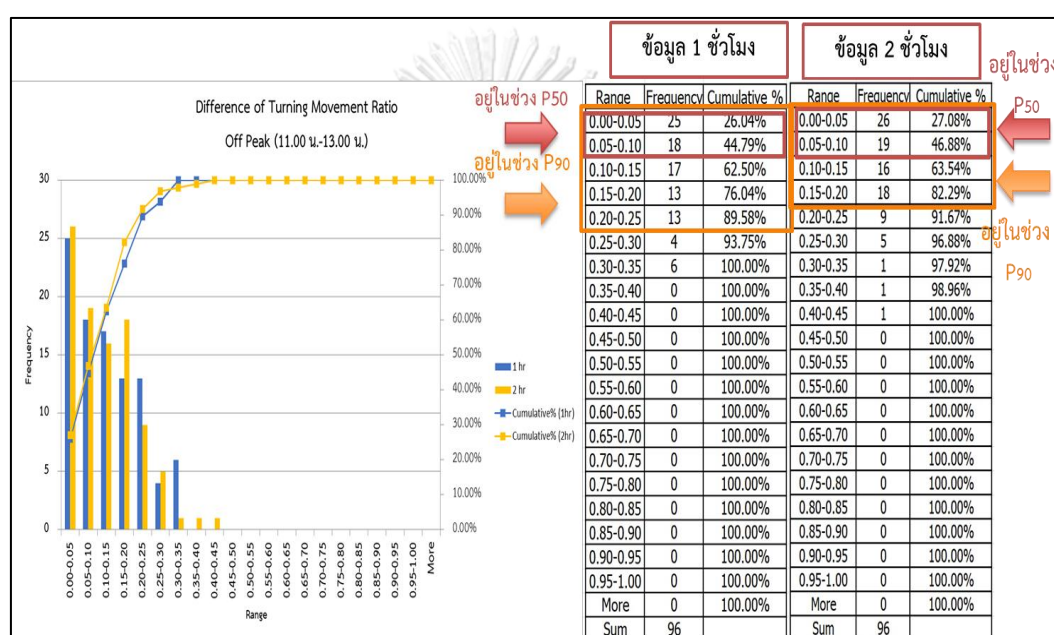 ข้อมูล 1 ชั่วโมง
ข้อมูล 2 ชั่วโมง
อยู่ในช่วง P50
อยู่ในช่วง P90
อยู่ในช่วง
P50
อยู่ในช่วง
P90
Difference of Turning Movement Ratio
Off Peak (11.00 น.-13.00 น.)
30
25
20
15
10
5
0
Frequency
100.00%
90.00%
80.00%
70.00%
60.00%
50.00%
40.00%
30.00%
20.00%
10.00%
0.00%
1 hr
2 hr
Cumulative% (1hr)
Cumulative% (2hr)
0.00-0.05
0.05-0.10
0.10-0.15
0.15-0.20
0.20-0.25
0.25-0.30
0.30-0.35
0.35-0.40
0.40-0.45
0.45-0.50
0.50-0.55
0.55-0.60
0.60-0.65
0.65-0.70
0.70-0.75
0.75-0.80
0.80-0.85
0.85-0.90
0.90-0.95
0.95-1.00
More
Range
Range Frequency Cumulative %
0.00-0.05 25 26.04%
0.05-0.10 18 44.79%
0.10-0.15 17 62.50%
0.15-0.20 13 76.04%
0.20-0.25 13 89.58%
0.25-0.30 4 93.75%
0.30-0.35 6 100.00%
0.35-0.40 0 100.00%
0.40-0.45 0 100.00%
0.45-0.50 0 100.00%
0.50-0.55 0 100.00%
0.55-0.60 0 100.00%
0.60-0.65 0 100.00%
0.65-0.70 0 100.00%
0.70-0.75 0 100.00%
0.75-0.80 0 100.00%
0.80-0.85 0 100.00%
0.85-0.90 0 100.00%
0.90-0.95 0 100.00%
0.95-1.00 0 100.00%
More 0 100.00%
Sum 96
Range Frequency Cumulative %
0.00-0.05 26 27.08%
0.05-0.10 19 46.88%
0.10-0.15 16 63.54%
0.15-0.20 18 82.29%
0.20-0.25 9 91.67%
0.25-0.30 5 96.88%
0.30-0.35 1 97.92%
0.35-0.40 1 98.96%
0.40-0.45 1 100.00%
0.45-0.50 0 100.00%
0.50-0.55 0 100.00%
0.55-0.60 0 100.00%
0.60-0.65 0 100.00%
0.65-0.70 0 100.00%
0.70-0.75 0 100.00%
0.75-0.80 0 100.00%
0.80-0.85 0 100.00%
0.85-0.90 0 100.00%
0.90-0.95 0 100.00%
0.95-1.00 0 100.00%
More 0 100.00%
Sum 96